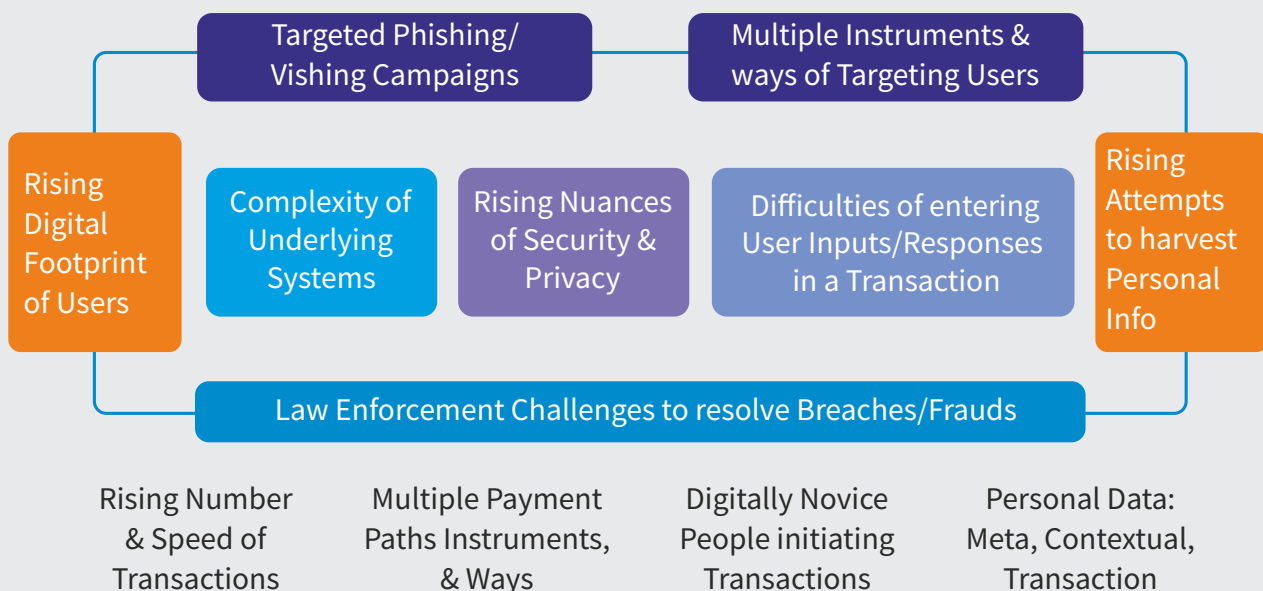 Targeted Phishing/
Vishing Campaigns
Multiple Instruments &
ways of Targeting Users
Rising
Digital
Footprint
of Users
Complexity of
Underlying
Systems
Rising Nuances
of Security &
Privacy
Difficulties of entering
User Inputs/Responses
in a Transaction
Rising
Attempts
to harvest
Personal
Info
Law Enforcement Challenges to resolve Breaches/Frauds
Rising Number
& Speed of
Transactions
Multiple Payment
Paths Instruments,
& Ways
Digitally Novice
People initiating
Transactions
Personal Data:
Meta, Contextual,
Transaction